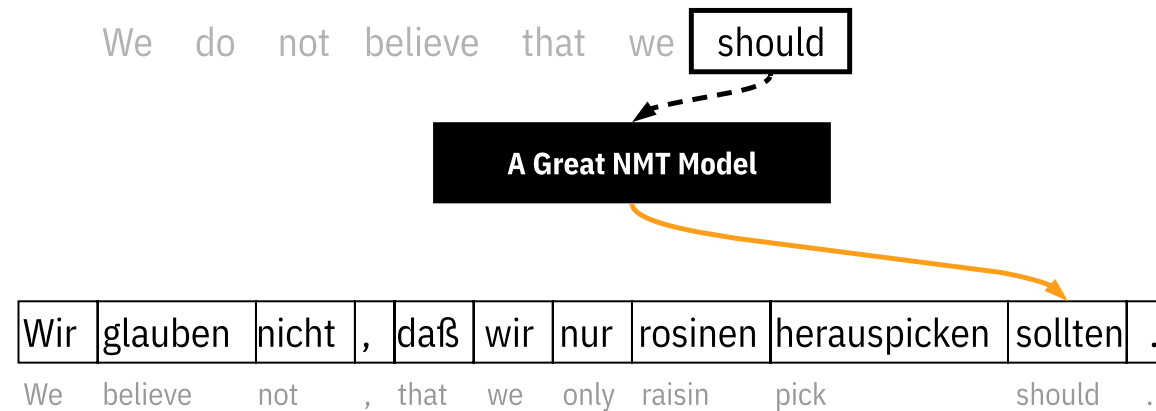 We do not believe that we should
A Great NMT Model
Wir glauben nicht , daß wir nur rosinen herauspicken sollten .
We believe not , that we only raisin pick should .